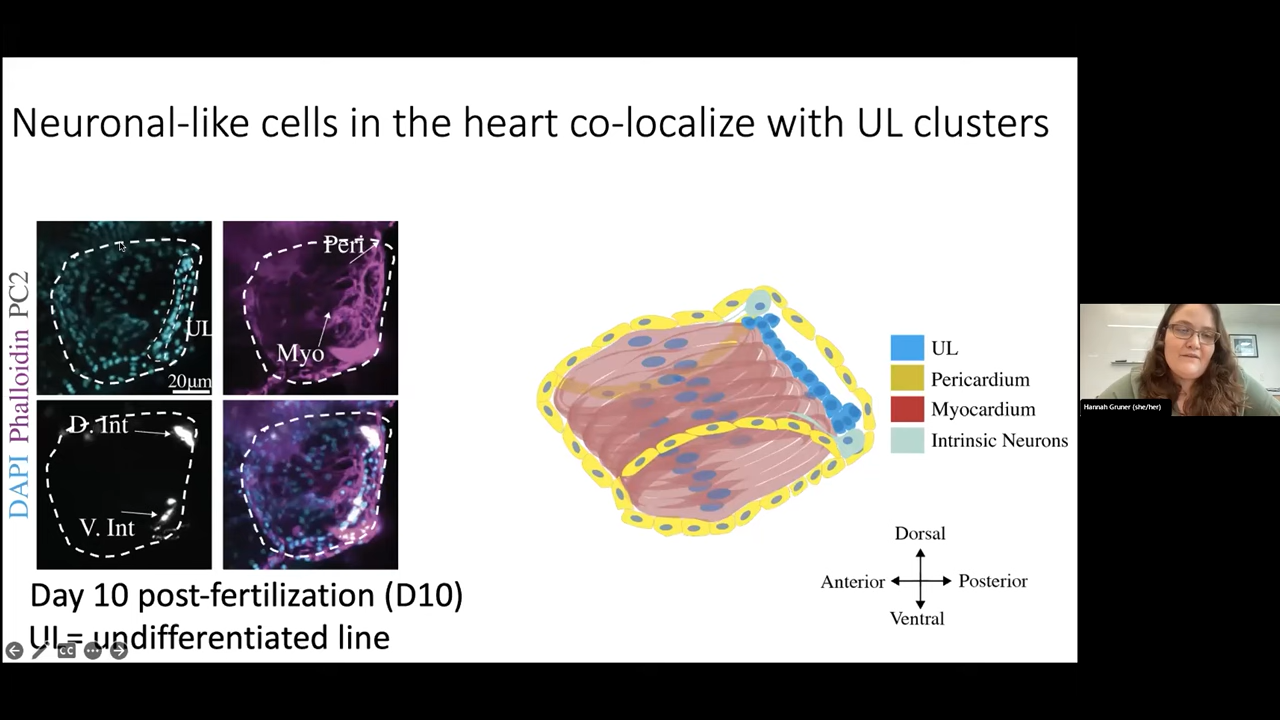 Neuronal-like cells in the heart co-localize with UL clusters
DAPI Phalloidin PC2
UL
20µm
Peri
Myo
D. Int
V. Int
Day 10 post-fertilization (D10)
UL= undifferentiated line
UL
Pericardium
Myocardium
Intrinsic Neurons
Dorsal
Anterior
Posterior
Ventral
CC
Hannah Gruner (she/her)